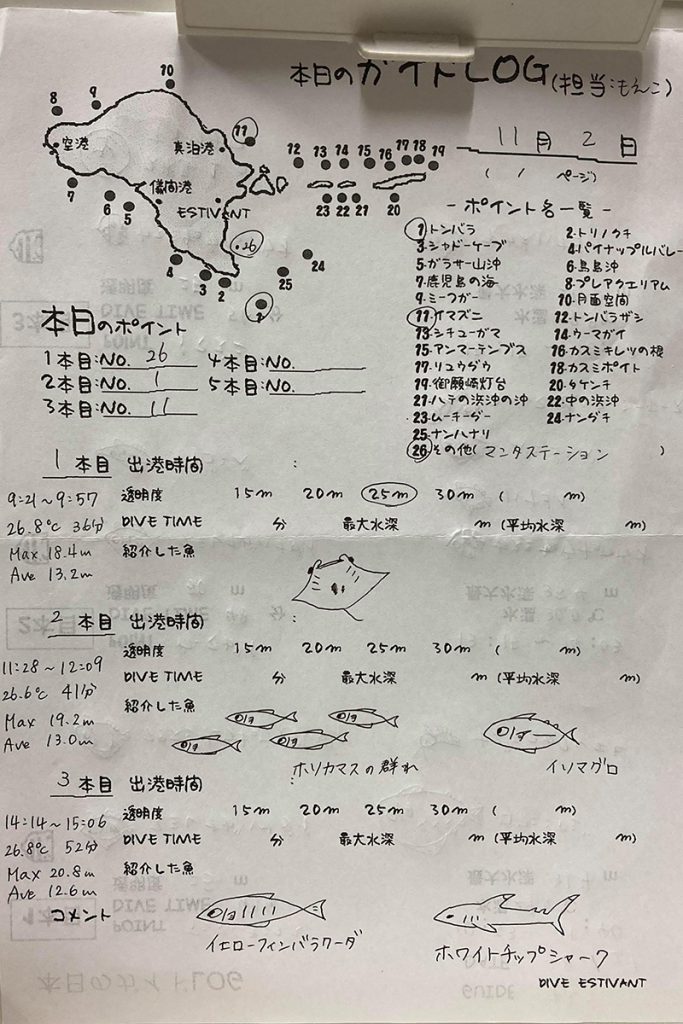 本日のガイドLOG(担当:もえこ)
11月 2日
( / ページ)
10
8
9
空港
真泊港
11
儀間港
ESTIVANT
7
6
5
26
4
3
2
1
25
24
12 13 14 15 16 17 18 19
23 22 21 20
- ポイント名一覧 -
1.トンバラ 2.トリノクチ
3.シャドーケーブ 4.パイナップルバレー
5.ガラサー山沖 6.鳥島沖
7.鹿児島の海 8.プレアクエリアム
9.ミーフガー 10.月面空間
11.イマズニ 12.トンバラザシ
13.シチューガマ 14.ウーマガイ
15.アンマーテンブス 16.カスミキレツの根
17.リュウグウ 18.カスミポイント
19.御願崎灯台 20.タケンチ
21.ハテの浜沖の沖 22.中の浜沖
23.ムーチーグー 24.ナングチ
25.ナンハナリ
26.その他(マンタステーション )
本日のポイント
1本目:NO. 26 4本目:NO.
2本目:NO. 1 5本目:NO.
3本目:NO. 11
1 本目 出港時間 :
9:21~9:57 透明度 15m 20m 25m 30m ( m)
26.8℃ 36分 DIVE TIME 分 最大水深 m (平均水深 m)
Max 18.4m 紹介した魚
Ave 13.2m
2 本目 出港時間 :
透明度 15m 20m 25m 30m ( m)
11:28~12:09 DIVE TIME 分 最大水深 m (平均水深 m)
26.6℃ 41分 紹介した魚
Max 19.2m
Ave 13.0m
ホソカマスの群れ イソマグロ
3 本目 出港時間 :
14:14~15:06 透明度 15m 20m 25m 30m ( m)
26.8℃ 52分 DIVE TIME 分 最大水深 m (平均水深 m)
Max 20.8m 紹介した魚
Ave 12.6m
コメント
イエローフィンバラクーダ ホワイトチップシャーク
DIVE ESTIVANT